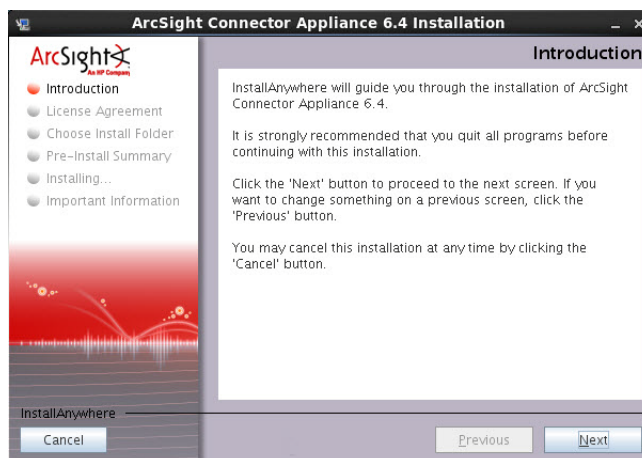 ArcSight Connector Appliance 6.4 Installation
ArcSight
An HP Company
Introduction
License Agreement
Choose Install Folder
Pre-Install Summary
Installing...
Important Information
Introduction
InstallAnywhere will guide you through the installation of ArcSight
Connector Appliance 6.4.
It is strongly recommended that you quit all programs before
continuing with this installation.
Click the 'Next' button to proceed to the next screen. If you
want to change something on a previous screen, click the
'Previous' button.
You may cancel this installation at any time by clicking the
'Cancel' button.
InstallAnywhere
Cancel
Previous
Next